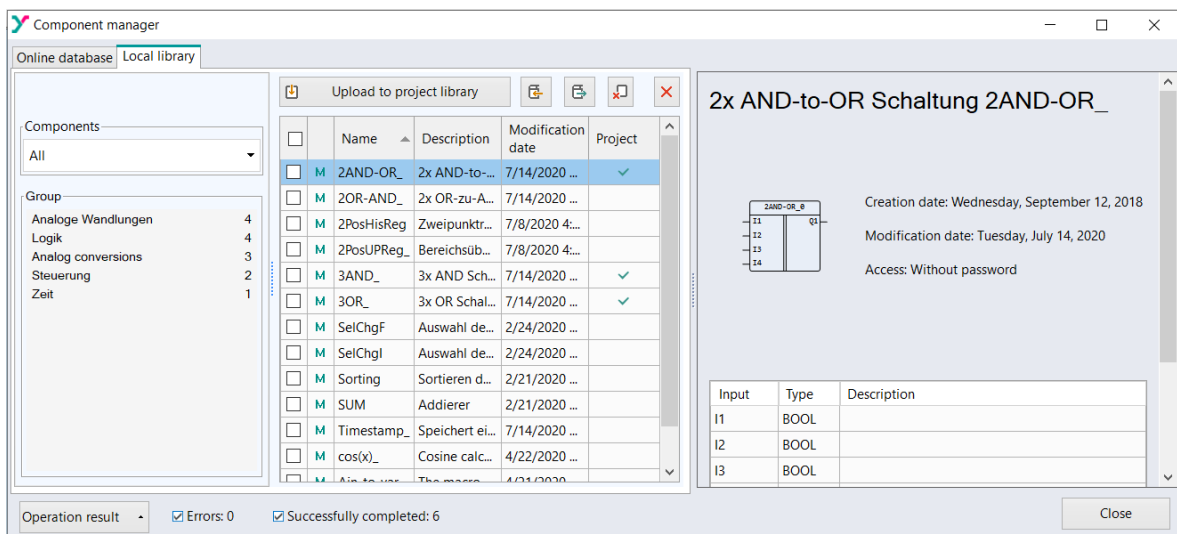 Component manager
Online database Local library
Components
All
Group
Analoge Wandlungen 4
Logik 4
Analog conversions 3
Steuerung 2
Zeit 1
Upload to project library
Name Description Modification date Project
M 2AND-OR_ 2x AND-to-... 7/14/2020 ...
M 2OR-AND_ 2x OR-zu-A... 7/14/2020 ...
M 2PosHisReg Zweipunktr... 7/8/2020 4:...
M 2PosUPReg_ Bereichsüb... 7/8/2020 4:...
M 3AND_ 3x AND Sch... 7/14/2020 ...
M 3OR_ 3x OR Schal... 7/14/2020 ...
M SelChgF Auswahl de... 2/24/2020 ...
M SelChgI Auswahl de... 2/24/2020 ...
M Sorting Sortieren d... 2/21/2020 ...
M SUM Addierer 2/21/2020 ...
M Timestamp_ Speichert ei... 7/14/2020 ...
M cos(x)_ Cosine calc... 4/22/2020 ...
M Ain-to-var The macro 4/21/2020
2x AND-to-OR Schaltung 2AND-OR_
2AND-OR_0
I1 Q1
I2
I3
I4
Creation date: Wednesday, September 12, 2018
Modification date: Tuesday, July 14, 2020
Access: Without password
Input Type Description
I1 BOOL
I2 BOOL
I3 BOOL
Operation result Errors: 0 Successfully completed: 6
Close